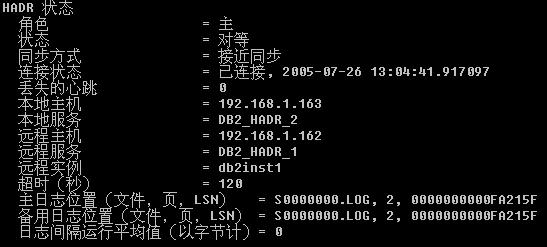 HADR 状态
角色 = 主
状态 = 对等
同步方式 = 接近同步
连接状态 = 已连接, 2005-07-26 13:04:41.917097
丢失的心跳 = 0
本地主机 = 192.168.1.163
本地服务 = DB2_HADR_2
远程主机 = 192.168.1.162
远程服务 = DB2_HADR_1
远程实例 = db2inst1
超时（秒） = 120
主日志位置（文件，页，LSN） = S0000000.LOG, 2, 0000000000FA215F
备用日志位置（文件，页，LSN） = S0000000.LOG, 2, 0000000000FA215F
日志间隔运行平均值（以字节计）= 0